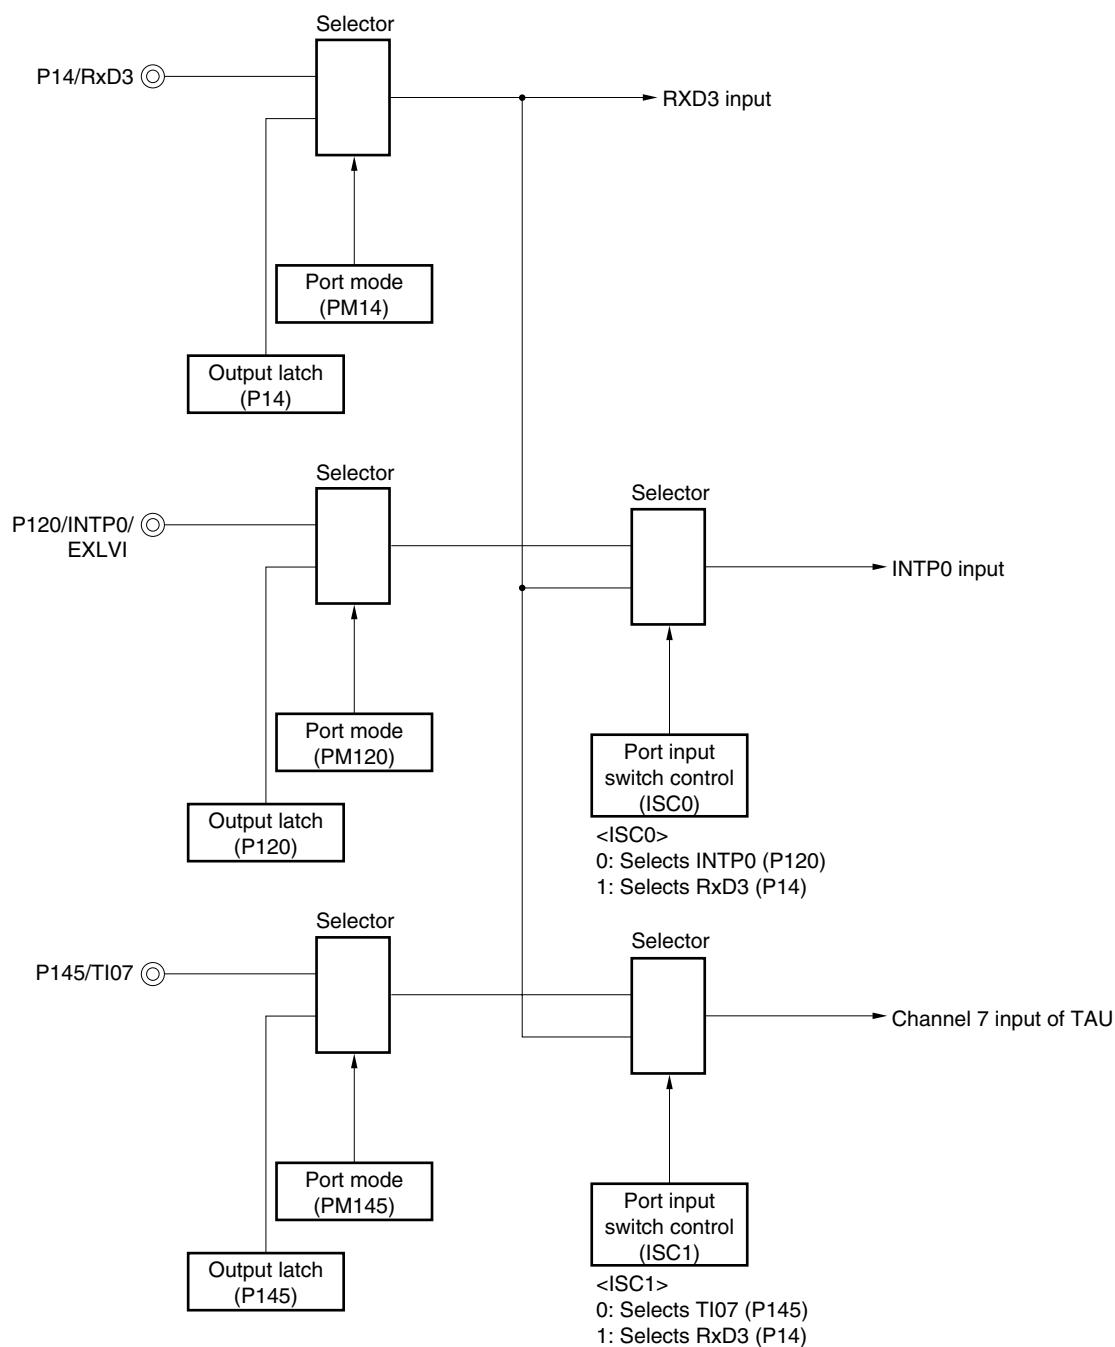 Selector
P14/RxD3
RXD3 input
Port mode
(PM14)
Output latch
(P14)
Selector
Selector
P120/INTP0/
EXLVI
INTP0 input
Port mode
(PM120)
Port input
switch control
(ISC0)
Output latch
(P120)
<ISC0>
0: Selects INTP0 (P120)
1: Selects RxD3 (P14)
Selector
Selector
P145/TI07
Channel 7 input of TAU
Port mode
(PM145)
Port input
switch control
(ISC1)
Output latch
(P145)
<ISC1>
0: Selects TI07 (P145)
1: Selects RxD3 (P14)